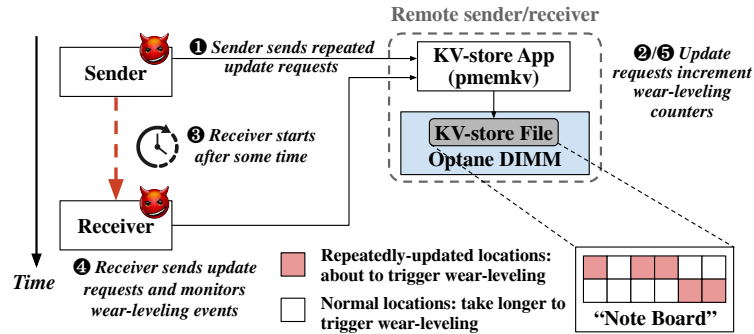 Remote sender/receiver
Sender
❶ Sender sends repeated
update requests
KV-store App
(pmemkv)
❷/❺ Update
requests increment
wear-leveling
counters
KV-store File
Optane DIMM
❸ Receiver starts
after some time
Receiver
Time
❹ Receiver sends update
requests and monitors
wear-leveling events
Repeatedly-updated locations:
about to trigger wear-leveling
Normal locations: take longer to
trigger wear-leveling
“Note Board”